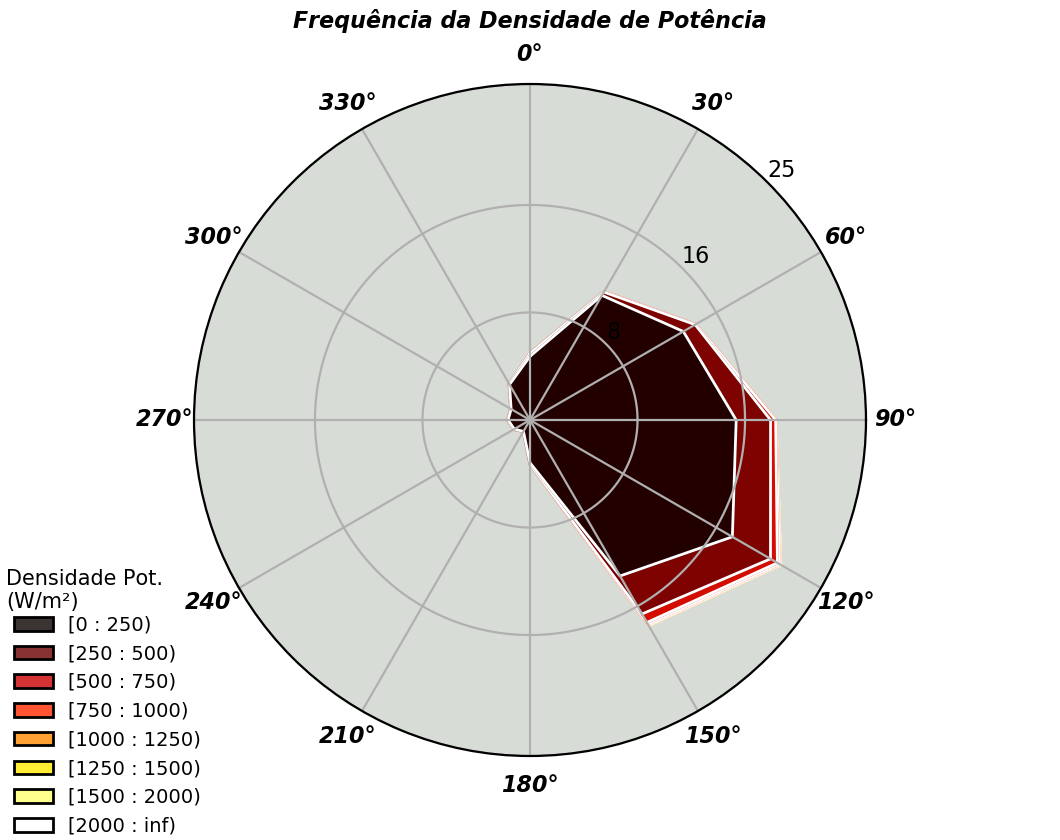 Frequência da Densidade de Potência
0°
330°
30°
25
300°
60°
16
8
270°
90°
240°
120°
210°
150°
180°
Densidade Pot.
(W/m²)
[0 : 250)
[250 : 500)
[500 : 750)
[750 : 1000)
[1000 : 1250)
[1250 : 1500)
[1500 : 2000)
[2000 : inf)